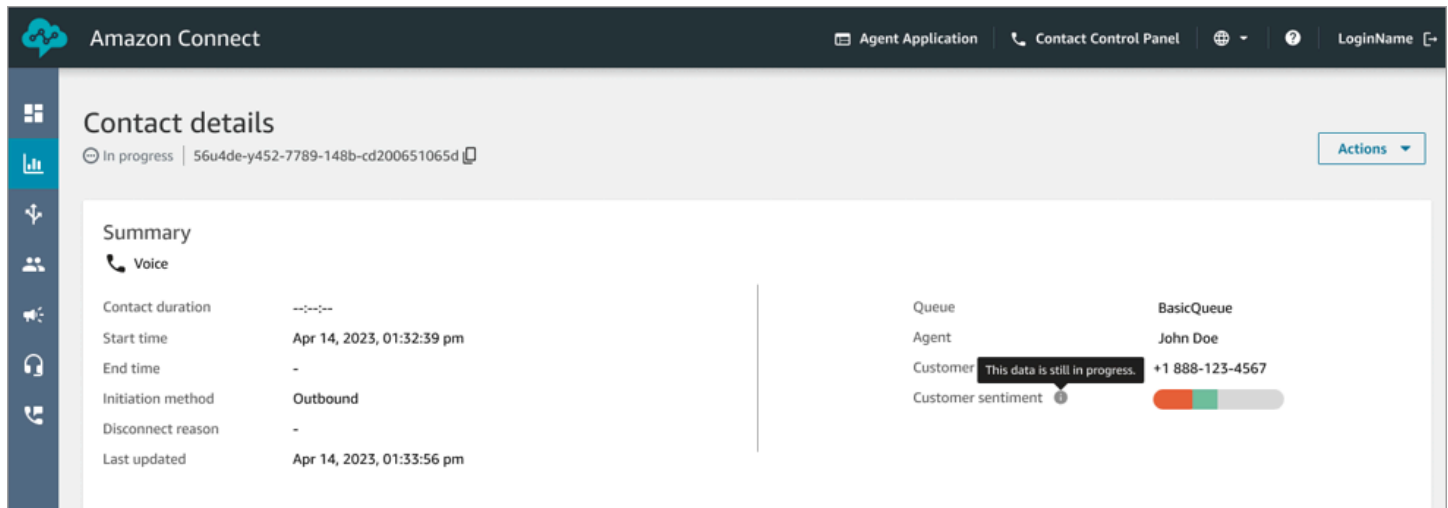 Amazon Connect
Agent Application
Contact Control Panel
LoginName
Contact details
In progress
56u4de-y452-7789-148b-cd200651065d
Actions
Summary
Voice
Contact duration --:--:--
Start time Apr 14, 2023, 01:32:39 pm
End time -
Initiation method Outbound
Disconnect reason -
Last updated Apr 14, 2023, 01:33:56 pm
Queue BasicQueue
Agent John Doe
Customer This data is still in progress. +1 888-123-4567
Customer sentiment